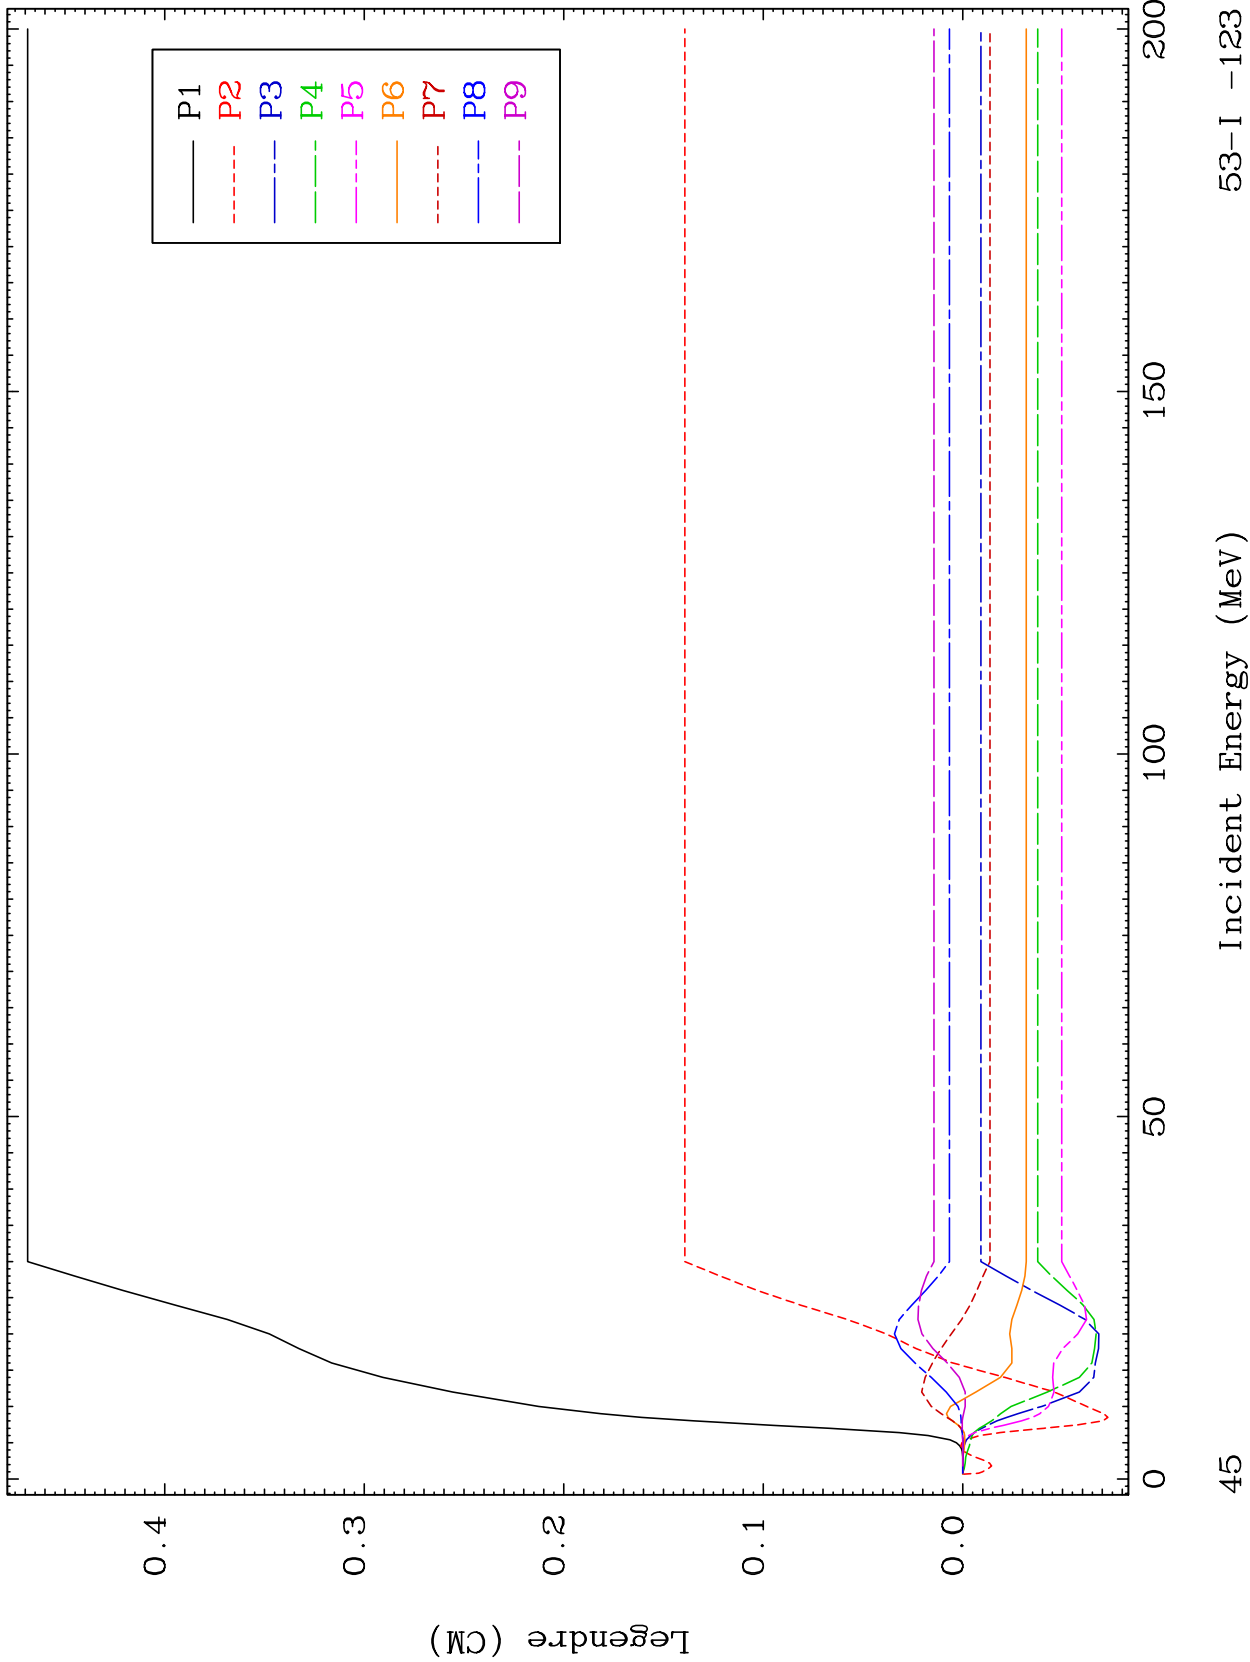 P1
P2
P3
P4
P5
P6
P7
P8
P9
Legendre (CM)
0.4
0.3
0.2
0.1
0.0
0 50 100 150 200
Incident Energy (MeV)
45 53-I -123